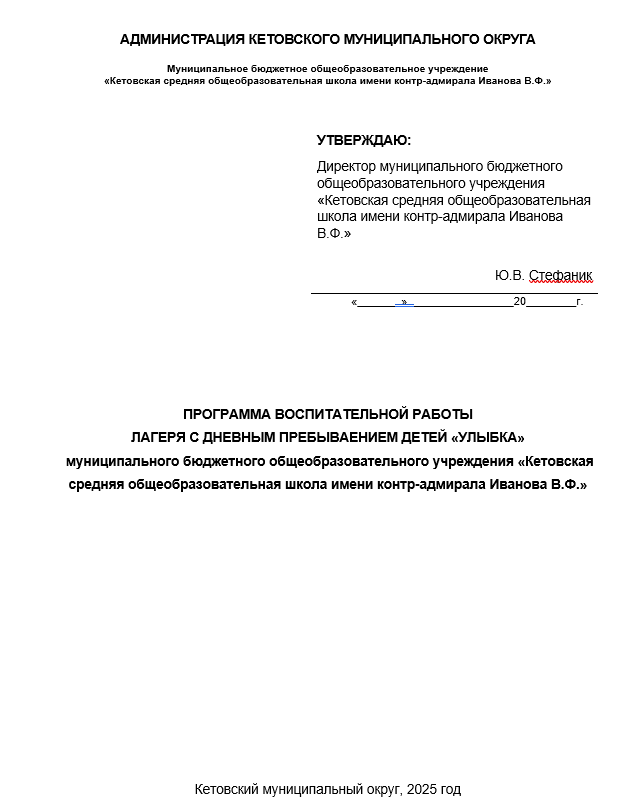 АДМИНИСТРАЦИЯ КЕТОВСКОГО МУНИЦИПАЛЬНОГО ОКРУГА
Муниципальное бюджетное общеобразовательное учреждение
«Кетовская средняя общеобразовательная школа имени контр-адмирала Иванова В.Ф.»
УТВЕРЖДАЮ:
Директор муниципального бюджетного
общеобразовательного учреждения
«Кетовская средняя общеобразовательная
школа имени контр-адмирала Иванова
В.Ф.»
Ю.В. Стефаник
«______»________________20________г.
ПРОГРАММА ВОСПИТАТЕЛЬНОЙ РАБОТЫ
ЛАГЕРЯ С ДНЕВНЫМ ПРЕБЫВАЕНИЕМ ДЕТЕЙ «УЛЫБКА»
муниципального бюджетного общеобразовательного учреждения «Кетовская
средняя общеобразовательная школа имени контр-адмирала Иванова В.Ф.»
Кетовский муниципальный округ, 2025 год